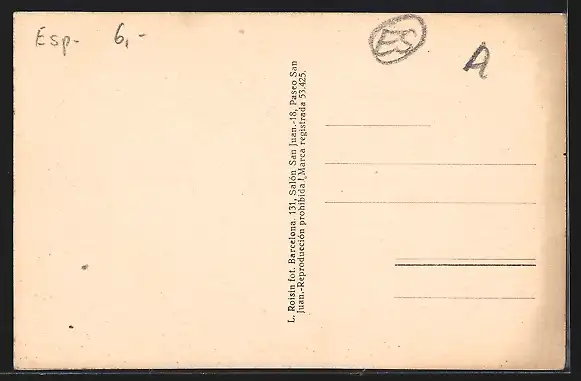 Esp. 6,-
ES
A
L. Roisin fot. Barcelona. 131, Salón San Juan.-18, Paseo San
Juan.-Reproducción prohibida! Marca registrada 53.425.